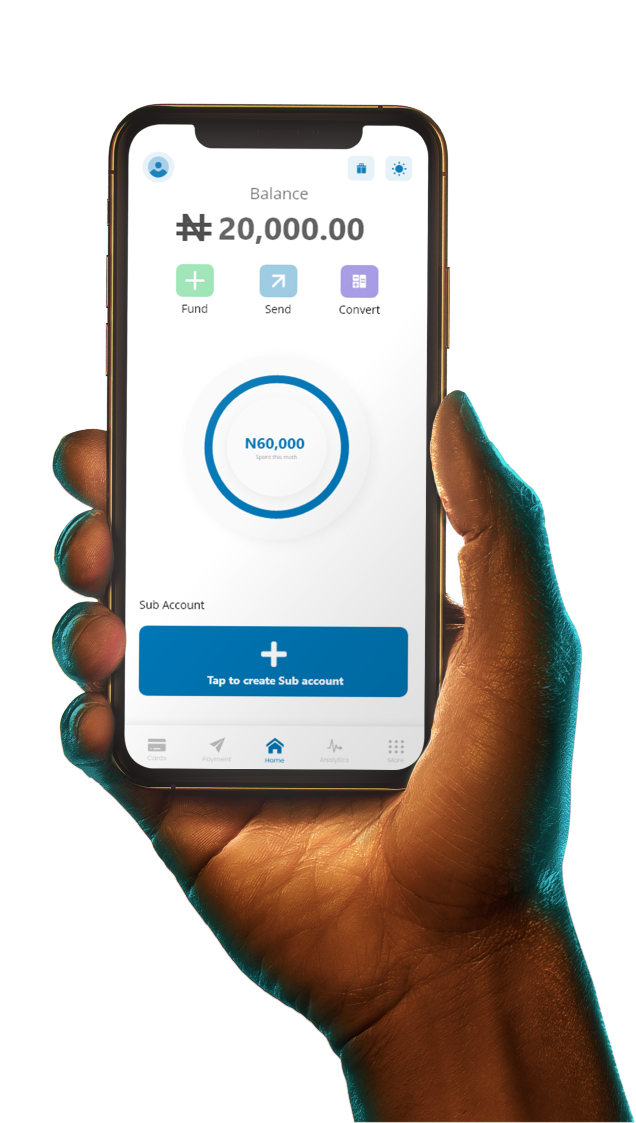 Balance
₦ 20,000.00
Fund Send Convert
N60,000
Spent this month
Sub Account
Tap to create Sub account
Cards Payment Home Analytics More